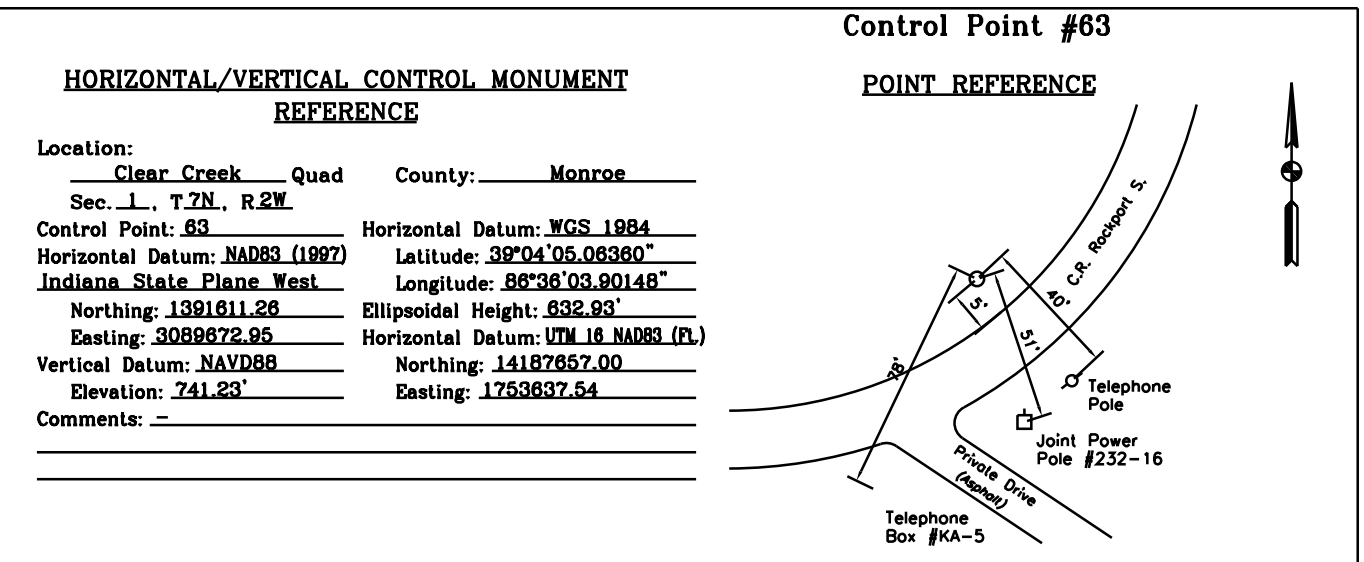 Control Point #63
HORIZONTAL/VERTICAL CONTROL MONUMENT
REFERENCE
Location:
Clear Creek Quad County: Monroe
Sec. 1, T 7N, R 2W
Control Point: 63 Horizontal Datum: WGS 1984
Horizontal Datum: NAD83 (1997) Latitude: 39°04'05.06360"
Indiana State Plane West Longitude: 86°36'03.90148"
Northing: 1391611.26 Ellipsoidal Height: 632.93'
Easting: 3089672.95 Horizontal Datum: UTM 16 NAD83 (Ft.)
Vertical Datum: NAVD88 Northing: 14187657.00
Elevation: 741.23' Easting: 1753637.54
Comments: -
POINT REFERENCE
C.R. Rockport S.
5'
40'
51'
78'
Telephone
Pole
Joint Power
Pole #232-16
Private Drive
(Asphalt)
Telephone
Box #KA-5